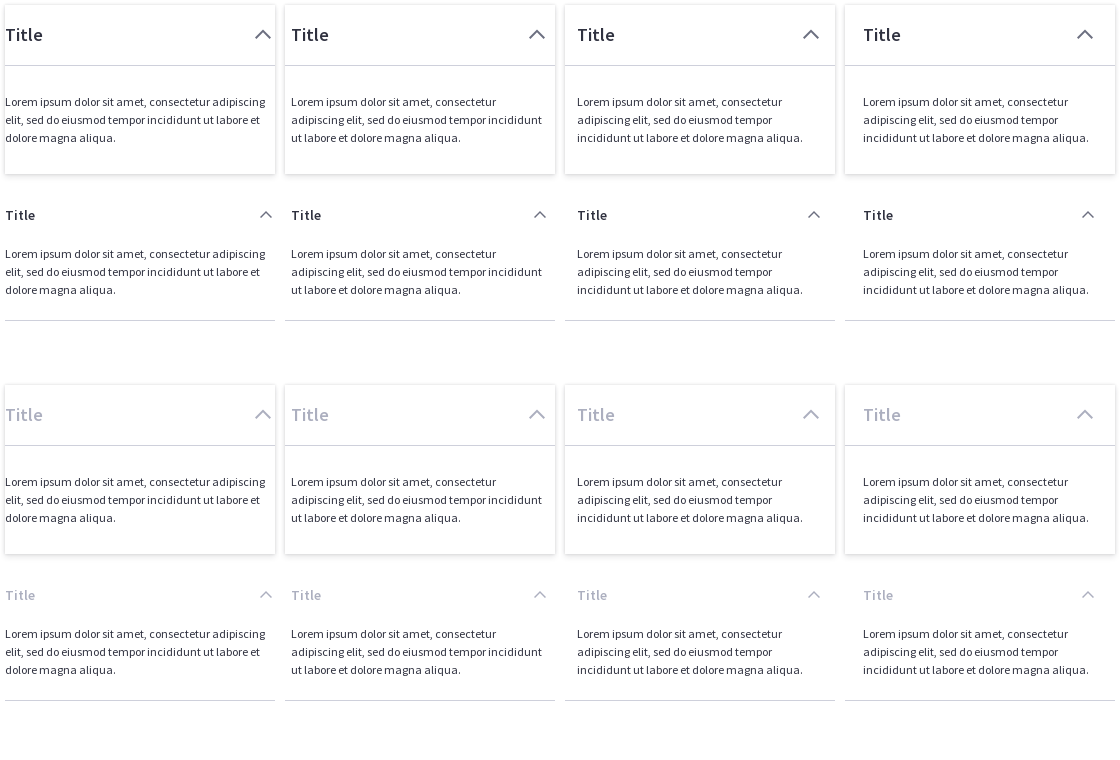 Title
Title
Title
Title
Lorem ipsum dolor sit amet, consectetur adipiscing
elit, sed do eiusmod tempor incididunt ut labore et
dolore magna aliqua.
Lorem ipsum dolor sit amet, consectetur
adipiscing elit, sed do eiusmod tempor incididunt
ut labore et dolore magna aliqua.
Lorem ipsum dolor sit amet, consectetur
adipiscing elit, sed do eiusmod tempor
incididunt ut labore et dolore magna aliqua.
Lorem ipsum dolor sit amet, consectetur
adipiscing elit, sed do eiusmod tempor
incididunt ut labore et dolore magna aliqua.
Title
Title
Title
Title
Lorem ipsum dolor sit amet, consectetur adipiscing
elit, sed do eiusmod tempor incididunt ut labore et
dolore magna aliqua.
Lorem ipsum dolor sit amet, consectetur
adipiscing elit, sed do eiusmod tempor incididunt
ut labore et dolore magna aliqua.
Lorem ipsum dolor sit amet, consectetur
adipiscing elit, sed do eiusmod tempor
incididunt ut labore et dolore magna aliqua.
Lorem ipsum dolor sit amet, consectetur
adipiscing elit, sed do eiusmod tempor
incididunt ut labore et dolore magna aliqua.
Title
Title
Title
Title
Lorem ipsum dolor sit amet, consectetur adipiscing
elit, sed do eiusmod tempor incididunt ut labore et
dolore magna aliqua.
Lorem ipsum dolor sit amet, consectetur
adipiscing elit, sed do eiusmod tempor incididunt
ut labore et dolore magna aliqua.
Lorem ipsum dolor sit amet, consectetur
adipiscing elit, sed do eiusmod tempor
incididunt ut labore et dolore magna aliqua.
Lorem ipsum dolor sit amet, consectetur
adipiscing elit, sed do eiusmod tempor
incididunt ut labore et dolore magna aliqua.
Title
Title
Title
Title
Lorem ipsum dolor sit amet, consectetur adipiscing
elit, sed do eiusmod tempor incididunt ut labore et
dolore magna aliqua.
Lorem ipsum dolor sit amet, consectetur
adipiscing elit, sed do eiusmod tempor incididunt
ut labore et dolore magna aliqua.
Lorem ipsum dolor sit amet, consectetur
adipiscing elit, sed do eiusmod tempor
incididunt ut labore et dolore magna aliqua.
Lorem ipsum dolor sit amet, consectetur
adipiscing elit, sed do eiusmod tempor
incididunt ut labore et dolore magna aliqua.